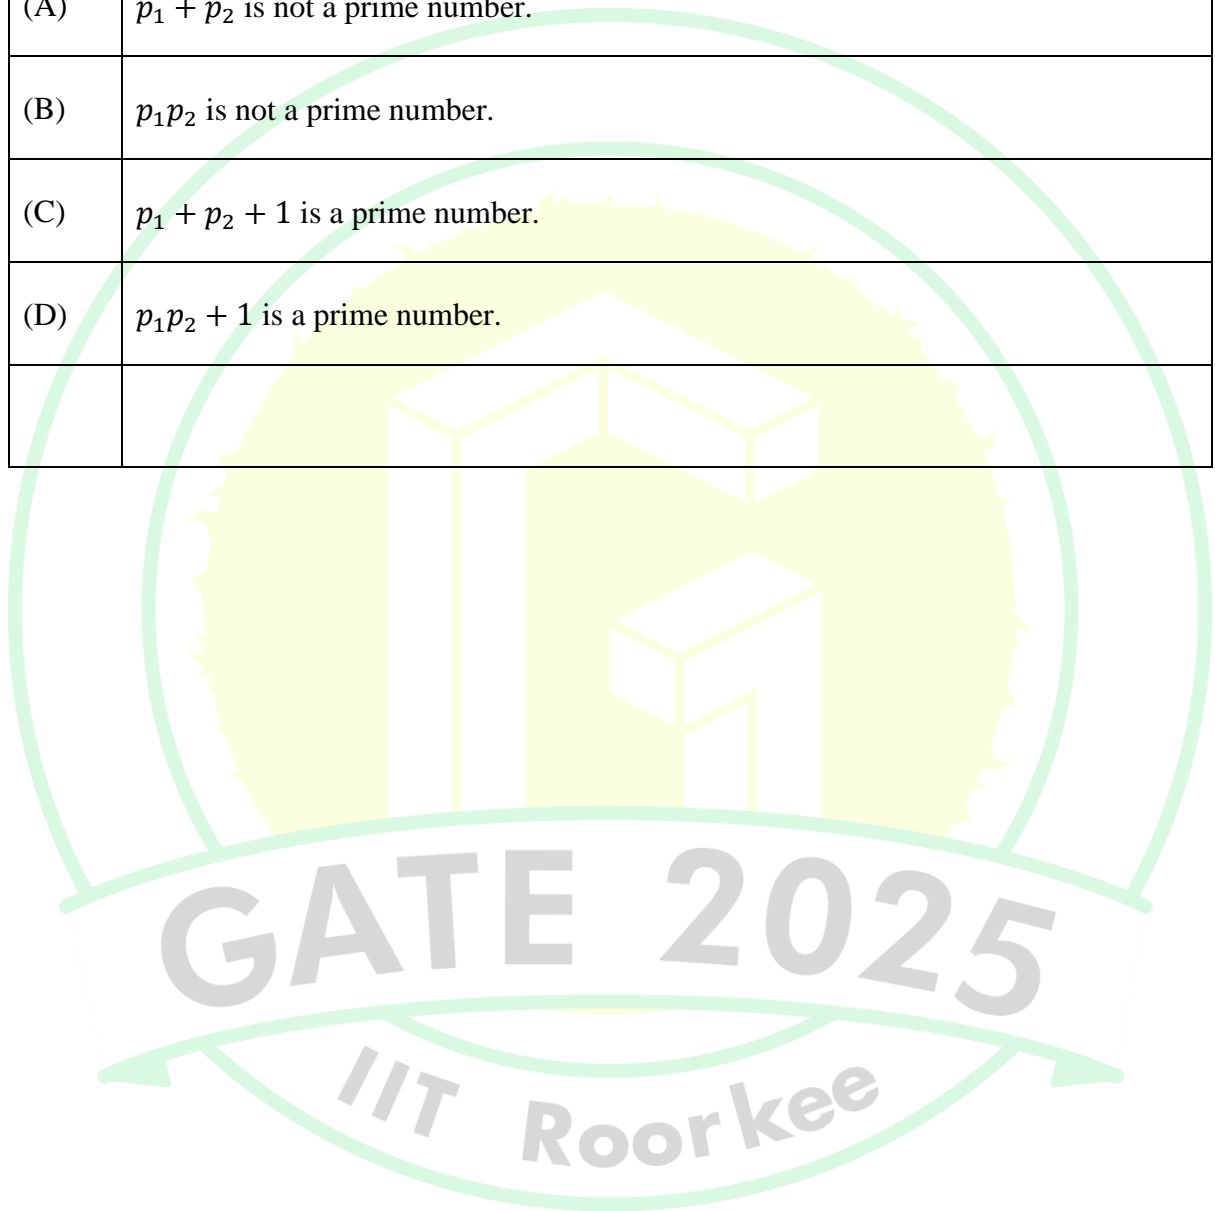 (A) p₁ + p₂ is not a prime number.
(B) p₁p₂ is not a prime number.
(C) p₁ + p₂ + 1 is a prime number.
(D) p₁p₂ + 1 is a prime number.
GATE 2025
IIT Roorkee